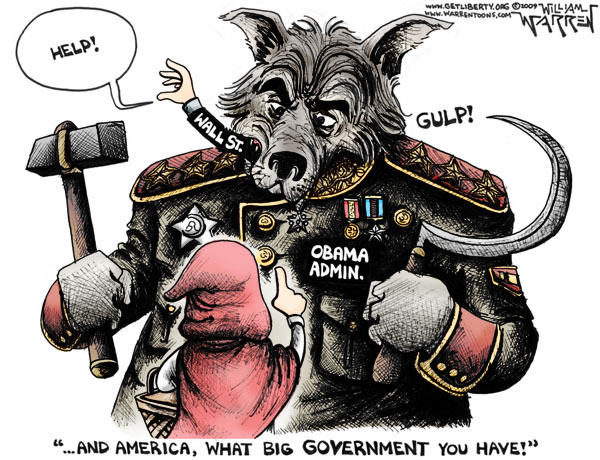 WWW.GETLIBERTY.ORG ©2009 WILLIAM
WWW.WARRENTOONS.COM WARREN
HELP!
WALL ST.
GULP!
OBAMA
ADMIN.
“...AND AMERICA, WHAT BIG GOVERNMENT YOU HAVE!”